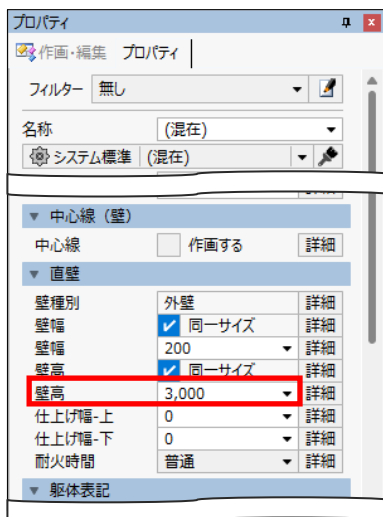 プロパティ
作画・編集 プロパティ
フィルター 無し
名称 (混在)
システム標準 (混在)
中心線（壁）
中心線 作画する 詳細
直壁
壁種別 外壁 詳細
壁幅 同一サイズ 詳細
壁幅 200 詳細
壁高 同一サイズ 詳細
壁高 3,000 詳細
仕上げ幅-上 0 詳細
仕上げ幅-下 0 詳細
耐火時間 普通 詳細
躯体表記